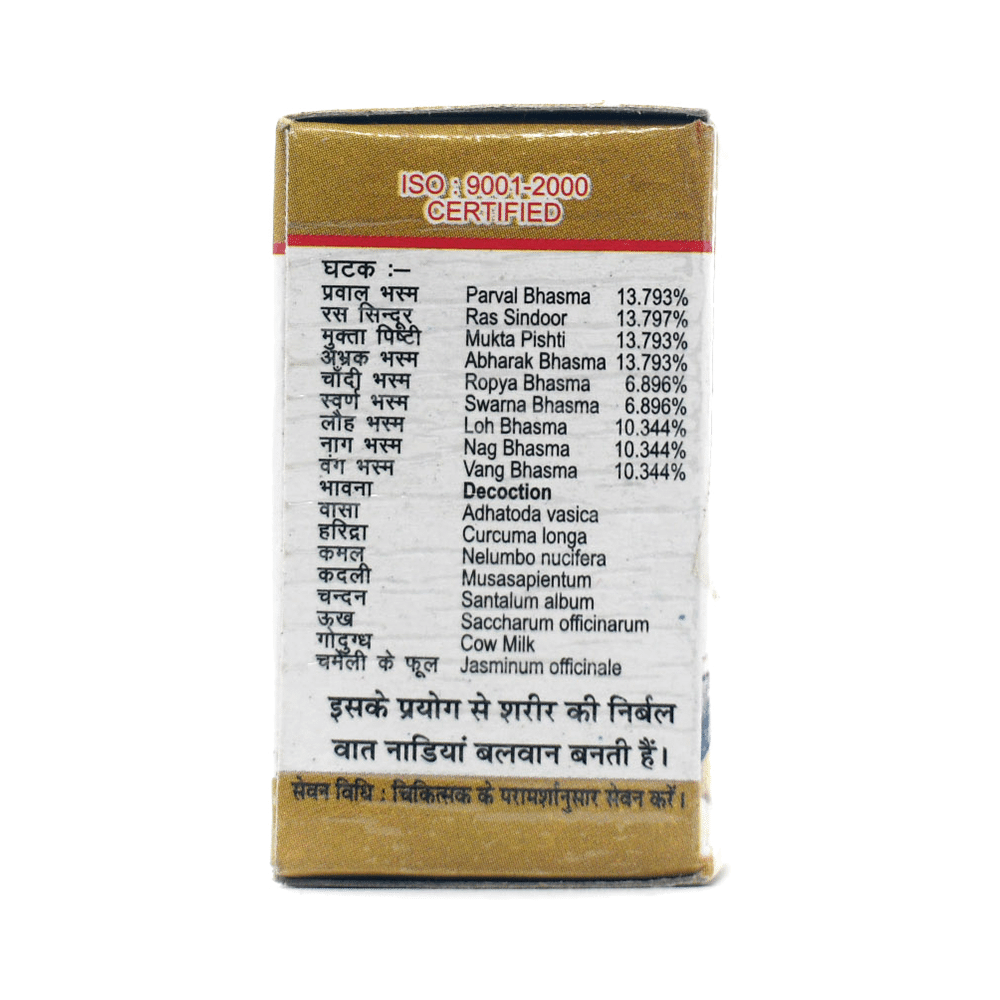 ISO : 9001-2000
CERTIFIED
घटक :–
प्रवाल भस्म Parval Bhasma 13.793%
रस सिन्दूर Ras Sindoor 13.797%
मुक्ता पिष्टी Mukta Pishti 13.793%
अभ्रक भस्म Abharak Bhasma 13.793%
चाँदी भस्म Ropya Bhasma 6.896%
स्वर्ण भस्म Swarna Bhasma 6.896%
लौह भस्म Loh Bhasma 10.344%
नाग भस्म Nag Bhasma 10.344%
वंग भस्म Vang Bhasma 10.344%
भावना Decoction
वासा Adhatoda vasica
हरिद्रा Curcuma longa
कमल Nelumbo nucifera
कदली Musasapientum
चन्दन Santalum album
ऊख Saccharum officinarum
गोदुग्ध Cow Milk
चमेली के फूल Jasminum officinale
इसके प्रयोग से शरीर की निर्बल
वात नाडियां बलवान बनती हैं।
सेवन विधि : चिकित्सक के परामर्शानुसार सेवन करें।